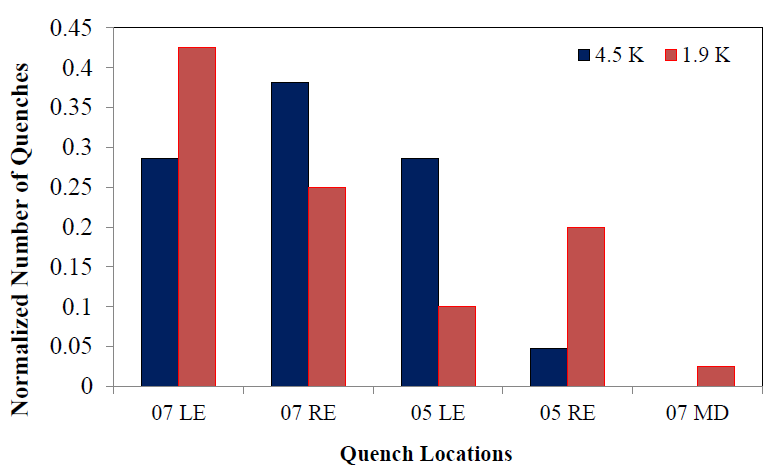 Normalized Number of Quenches
0.45
0.4
0.35
0.3
0.25
0.2
0.15
0.1
0.05
0
4.5 K 1.9 K
07 LE 07 RE 05 LE 05 RE 07 MD
Quench Locations